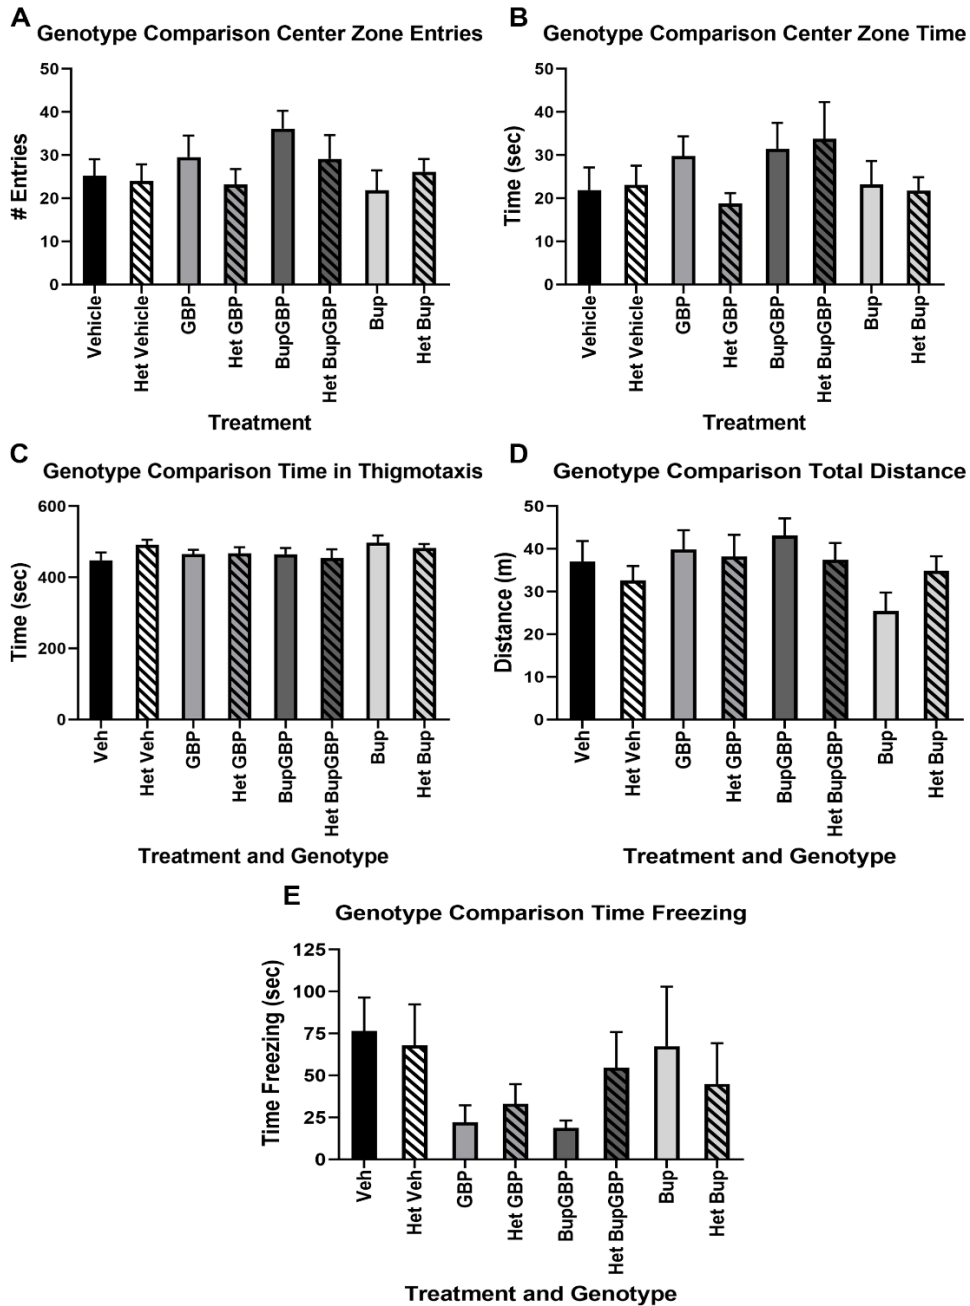 A
Genotype Comparison Center Zone Entries
50
40
30
20
10
0
# Entries
Vehicle
Het Vehicle
GBP
Het GBP
BupGBP
Het BupGBP
Bup
Het Bup
Treatment
B
Genotype Comparison Center Zone Time
50
40
30
20
10
0
Time (sec)
Vehicle
Het Vehicle
GBP
Het GBP
BupGBP
Het BupGBP
Bup
Het Bup
Treatment
C
Genotype Comparison Time in Thigmotaxis
600
400
200
0
Time (sec)
Veh
Het Veh
GBP
Het GBP
BupGBP
Het BupGBP
Bup
Het Bup
Treatment and Genotype
D
Genotype Comparison Total Distance
50
40
30
20
10
0
Distance (m)
Veh
Het Veh
GBP
Het GBP
BupGBP
Het BupGBP
Bup
Het Bup
Treatment and Genotype
E
Genotype Comparison Time Freezing
125
100
75
50
25
0
Time Freezing (sec)
Veh
Het Veh
GBP
Het GBP
BupGBP
Het BupGBP
Bup
Het Bup
Treatment and Genotype